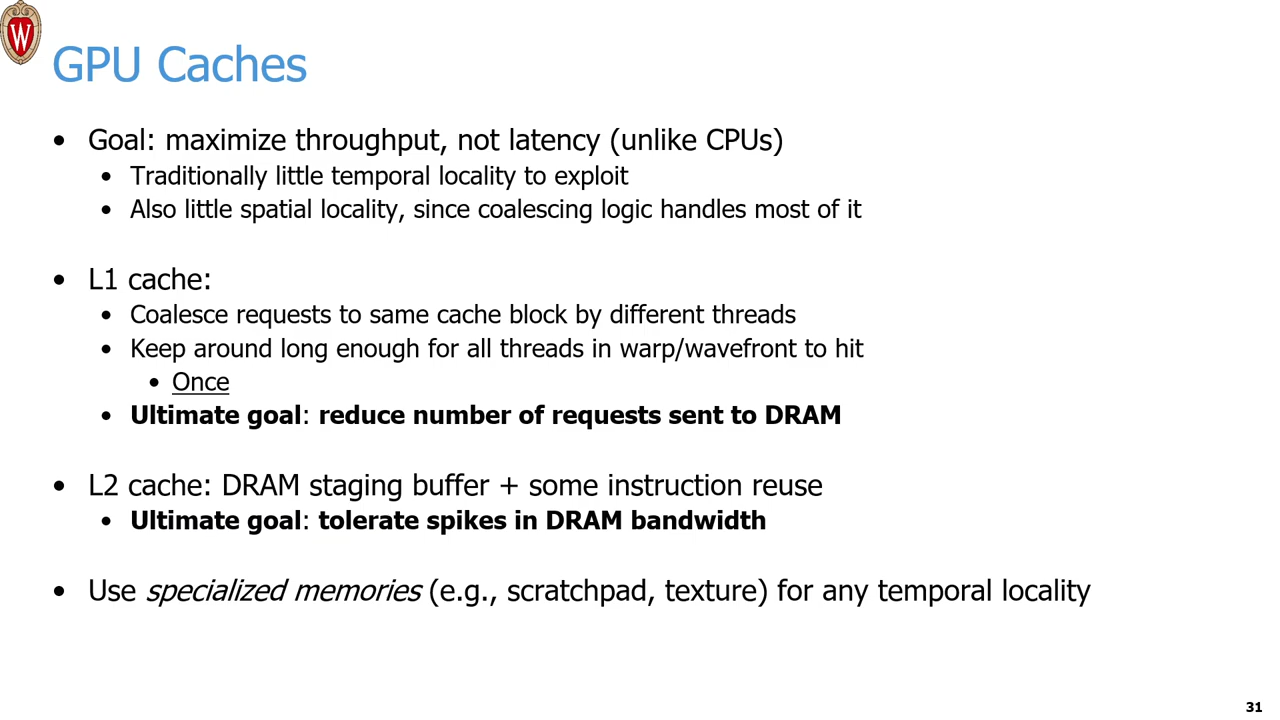 W
GPU Caches
• Goal: maximize throughput, not latency (unlike CPUs)
• Traditionally little temporal locality to exploit
• Also little spatial locality, since coalescing logic handles most of it
• L1 cache:
• Coalesce requests to same cache block by different threads
• Keep around long enough for all threads in warp/wavefront to hit
• Once
• Ultimate goal: reduce number of requests sent to DRAM
• L2 cache: DRAM staging buffer + some instruction reuse
• Ultimate goal: tolerate spikes in DRAM bandwidth
• Use specialized memories (e.g., scratchpad, texture) for any temporal locality
31